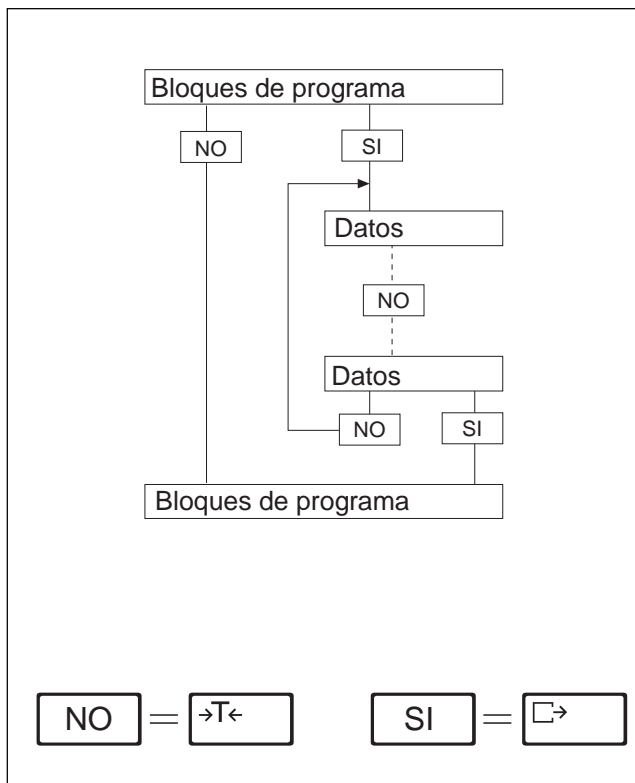 Bloques de programa
NO
SI
Datos
NO
Datos
NO
SI
Bloques de programa
NO = →T←
SI =